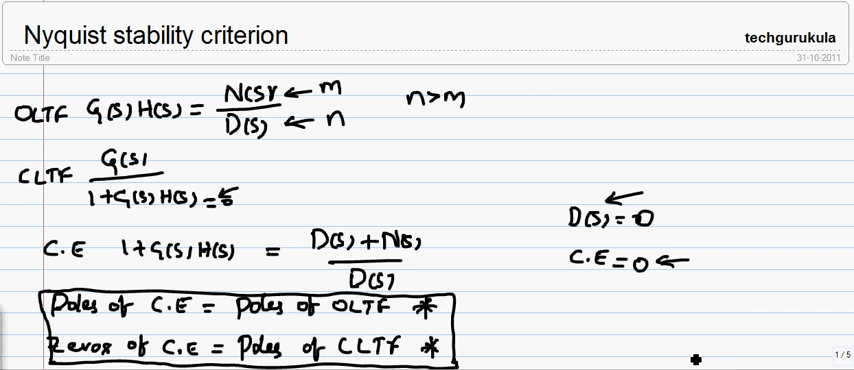 Nyquist stability criterion
techgurukula
Note Title
31-10-2011
OLTF G(s) H(s) = N(s) ← m
D(s) ← n
n>m
CLTF G(s)
1+G(s) H(s) =
D(s) = 0
C.E 1+G(s) H(s) = D(s) + N(s)
D(s)
C.E = 0 ←
Poles of C.E = Poles of OLTF *
Zeros of C.E = Poles of CLTF *
1 / 5